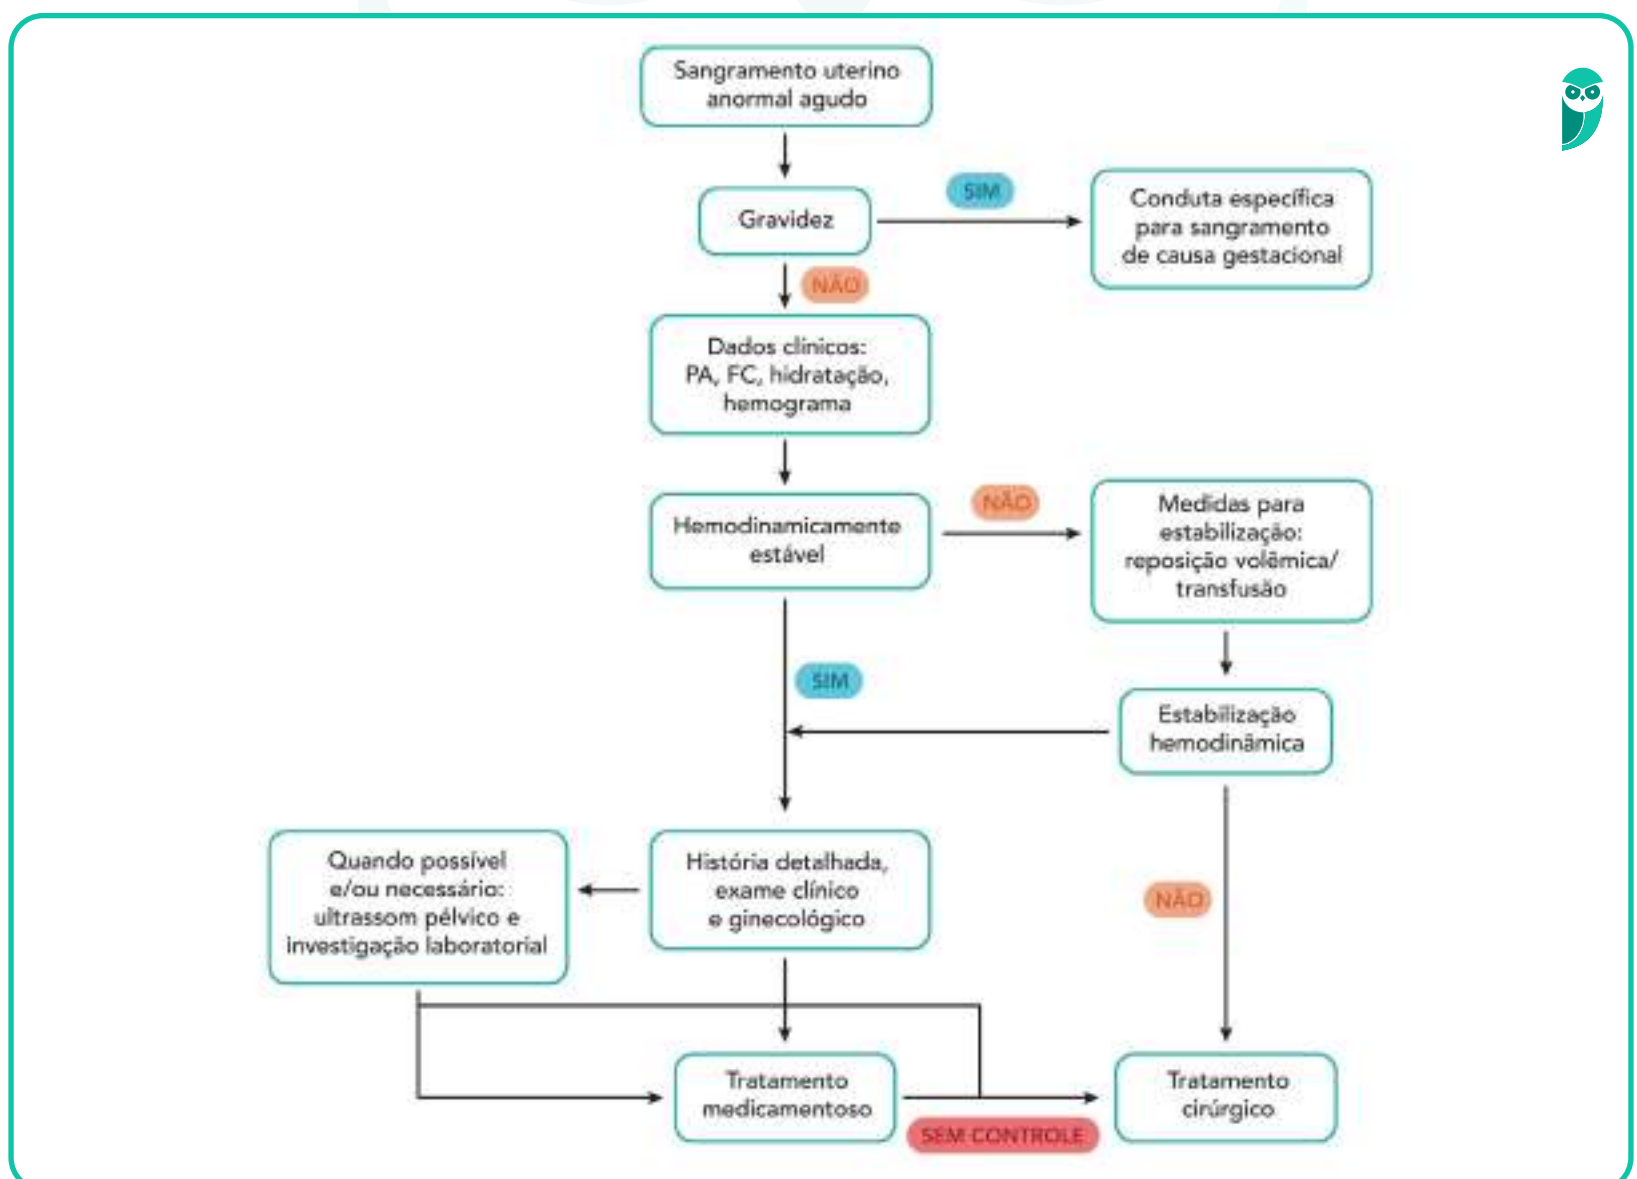 Sangramento uterino
anormal agudo
SIM
Gravidez
Conduta específica
para sangramento
de causa gestacional
NÃO
Dados clínicos:
PA, FC, hidratação,
hemograma
Hemodinamicamente
estável
NÃO
Medidas para
estabilização:
reposição volêmica/
transfusão
SIM
Estabilização
hemodinâmica
Quando possível
e/ou necessário:
ultrassom pélvico e
investigação laboratorial
História detalhada,
exame clínico
e ginecológico
NÃO
Tratamento
medicamentoso
SEM CONTROLE
Tratamento
cirúrgico